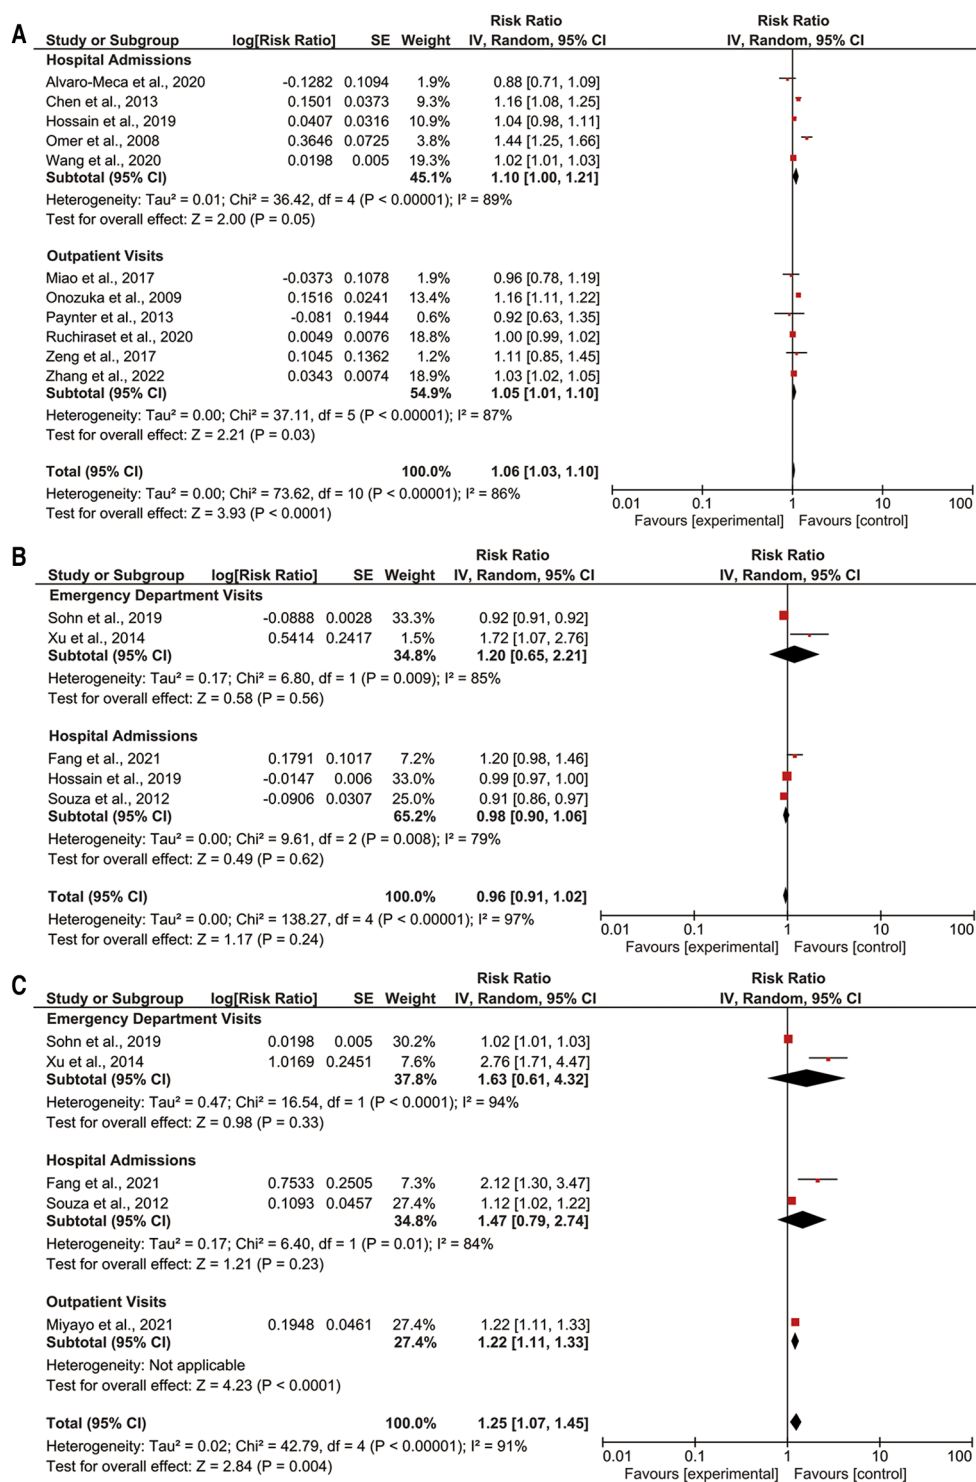 A
Risk Ratio Risk Ratio
Study or Subgroup log[Risk Ratio] SE Weight IV, Random, 95% CI IV, Random, 95% CI
Hospital Admissions
Alvaro-Meca et al., 2020 -0.1282 0.1094 1.9% 0.88 [0.71, 1.09]
Chen et al., 2013 0.1501 0.0373 9.3% 1.16 [1.08, 1.25]
Hossain et al., 2019 0.0407 0.0316 10.9% 1.04 [0.98, 1.11]
Omer et al., 2008 0.3646 0.0725 3.8% 1.44 [1.25, 1.66]
Wang et al., 2020 0.0198 0.005 19.3% 1.02 [1.01, 1.03]
Subtotal (95% CI) 45.1% 1.10 [1.00, 1.21]
Heterogeneity: Tau² = 0.01; Chi² = 36.42, df = 4 (P < 0.00001); I² = 89%
Test for overall effect: Z = 2.00 (P = 0.05)
Outpatient Visits
Miao et al., 2017 -0.0373 0.1078 1.9% 0.96 [0.78, 1.19]
Onozuka et al., 2009 0.1516 0.0241 13.4% 1.16 [1.11, 1.22]
Paynter et al., 2013 -0.081 0.1944 0.6% 0.92 [0.63, 1.35]
Ruchiraset et al., 2020 0.0049 0.0076 18.8% 1.00 [0.99, 1.02]
Zeng et al., 2017 0.1045 0.1362 1.2% 1.11 [0.85, 1.45]
Zhang et al., 2022 0.0343 0.0074 18.9% 1.03 [1.02, 1.05]
Subtotal (95% CI) 54.9% 1.05 [1.01, 1.10]
Heterogeneity: Tau² = 0.00; Chi² = 37.11, df = 5 (P < 0.00001); I² = 87%
Test for overall effect: Z = 2.21 (P = 0.03)
Total (95% CI) 100.0% 1.06 [1.03, 1.10]
Heterogeneity: Tau² = 0.00; Chi² = 73.62, df = 10 (P < 0.00001); I² = 86%
Test for overall effect: Z = 3.93 (P < 0.0001)
0.01 0.1 1 10 100
Favours [experimental] Favours [control]
B
Risk Ratio Risk Ratio
Study or Subgroup log[Risk Ratio] SE Weight IV, Random, 95% CI IV, Random, 95% CI
Emergency Department Visits
Sohn et al., 2019 -0.0888 0.0028 33.3% 0.92 [0.91, 0.92]
Xu et al., 2014 0.5414 0.2417 1.5% 1.72 [1.07, 2.76]
Subtotal (95% CI) 34.8% 1.20 [0.65, 2.21]
Heterogeneity: Tau² = 0.17; Chi² = 6.80, df = 1 (P = 0.009); I² = 85%
Test for overall effect: Z = 0.58 (P = 0.56)
Hospital Admissions
Fang et al., 2021 0.1791 0.1017 7.2% 1.20 [0.98, 1.46]
Hossain et al., 2019 -0.0147 0.006 33.0% 0.99 [0.97, 1.00]
Souza et al., 2012 -0.0906 0.0307 25.0% 0.91 [0.86, 0.97]
Subtotal (95% CI) 65.2% 0.98 [0.90, 1.06]
Heterogeneity: Tau² = 0.00; Chi² = 9.61, df = 2 (P = 0.008); I² = 79%
Test for overall effect: Z = 0.49 (P = 0.62)
Total (95% CI) 100.0% 0.96 [0.91, 1.02]
Heterogeneity: Tau² = 0.00; Chi² = 138.27, df = 4 (P < 0.00001); I² = 97%
Test for overall effect: Z = 1.17 (P = 0.24)
0.01 0.1 1 10 100
Favours [experimental] Favours [control]
C
Risk Ratio Risk Ratio
Study or Subgroup log[Risk Ratio] SE Weight IV, Random, 95% CI IV, Random, 95% CI
Emergency Department Visits
Sohn et al., 2019 0.0198 0.005 30.2% 1.02 [1.01, 1.03]
Xu et al., 2014 1.0169 0.2451 7.6% 2.76 [1.71, 4.47]
Subtotal (95% CI) 37.8% 1.63 [0.61, 4.32]
Heterogeneity: Tau² = 0.47; Chi² = 16.54, df = 1 (P < 0.0001); I² = 94%
Test for overall effect: Z = 0.98 (P = 0.33)
Hospital Admissions
Fang et al., 2021 0.7533 0.2505 7.3% 2.12 [1.30, 3.47]
Souza et al., 2012 0.1093 0.0457 27.4% 1.12 [1.02, 1.22]
Subtotal (95% CI) 34.8% 1.47 [0.79, 2.74]
Heterogeneity: Tau² = 0.17; Chi² = 6.40, df = 1 (P = 0.01); I² = 84%
Test for overall effect: Z = 1.21 (P = 0.23)
Outpatient Visits
Miyayo et al., 2021 0.1948 0.0461 27.4% 1.22 [1.11, 1.33]
Subtotal (95% CI) 27.4% 1.22 [1.11, 1.33]
Heterogeneity: Not applicable
Test for overall effect: Z = 4.23 (P < 0.0001)
Total (95% CI) 100.0% 1.25 [1.07, 1.45]
Heterogeneity: Tau² = 0.02; Chi² = 42.79, df = 4 (P < 0.00001); I² = 91%
Test for overall effect: Z = 2.84 (P = 0.004)
0.01 0.1 1 10 100
Favours [experimental] Favours [control]